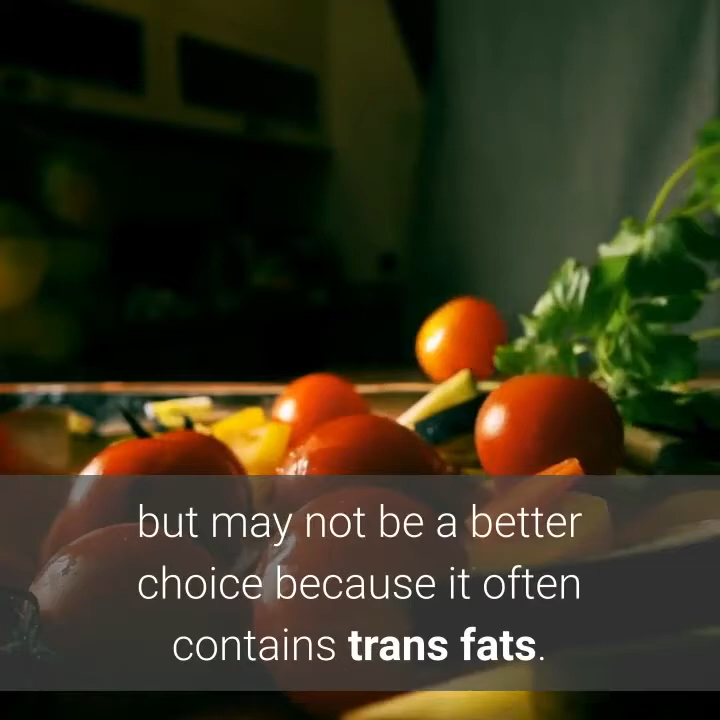 but may not be a better
choice because it often
contains trans fats.